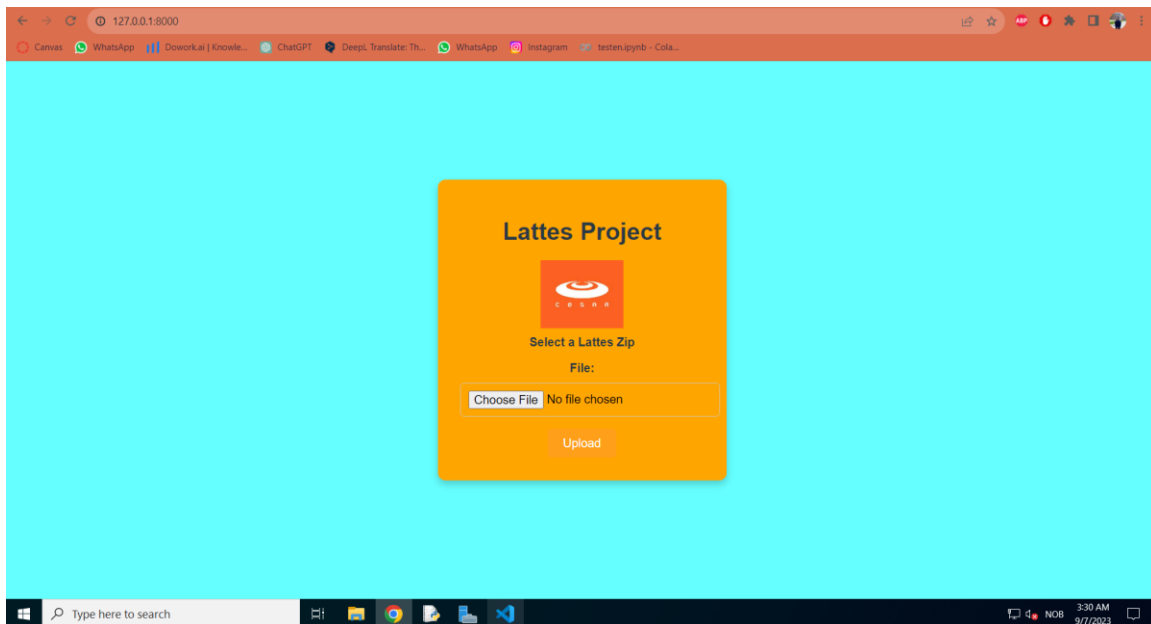 127.0.0.1:8000
ABP
Canvas WhatsApp Dowork.ai | Knowle... ChatGPT DeepL Translate: Th... WhatsApp Instagram testen.ipynb - Cola...
Lattes Project
CESAR
Select a Lattes Zip
File:
Choose File No file chosen
Upload
Type here to search
NOB
3:30 AM
9/7/2023